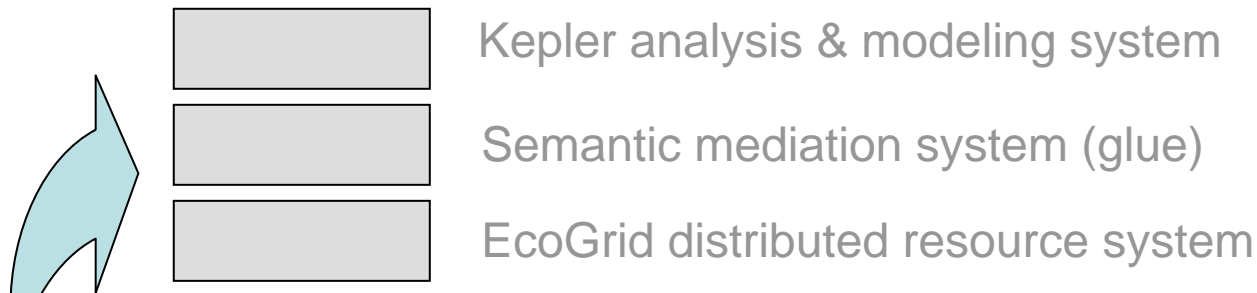 Kepler analysis & modeling system
Semantic mediation system (glue)
EcoGrid distributed resource system